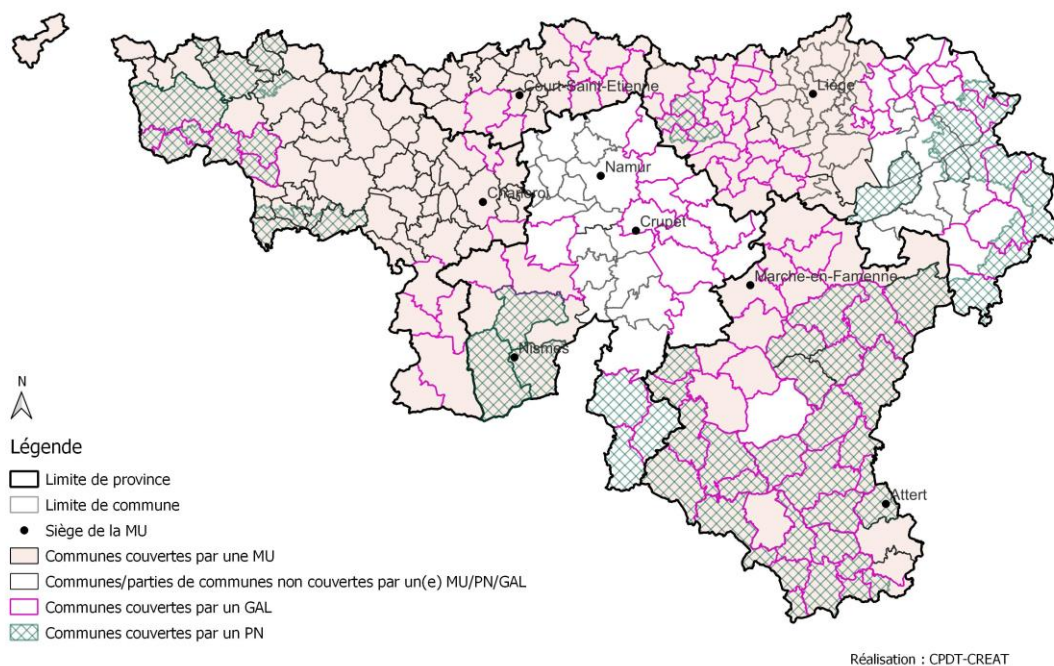 Court-Saint-Etienne
Liège
Namur
Charleroi
Crupet
Marche-en-Famenne
Nismes
N
Attert
Légende
Limite de province
Limite de commune
Siège de la MU
Communes couvertes par une MU
Communes/parties de communes non couvertes par un(e) MU/PN/GAL
Communes couvertes par un GAL
Communes couvertes par un PN
Réalisation : CPDT-CREAT